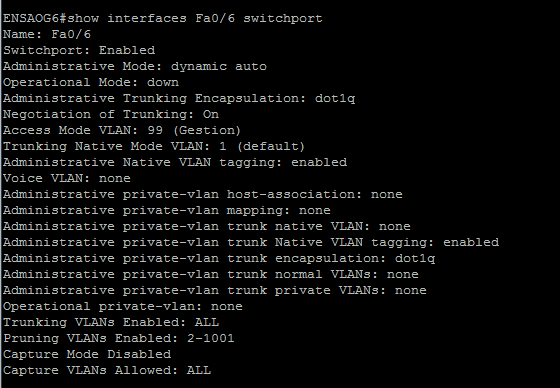 ENSAOG6#show interfaces Fa0/6 switchport
Name: Fa0/6
Switchport: Enabled
Administrative Mode: dynamic auto
Operational Mode: down
Administrative Trunking Encapsulation: dot1q
Negotiation of Trunking: On
Access Mode VLAN: 99 (Gestion)
Trunking Native Mode VLAN: 1 (default)
Administrative Native VLAN tagging: enabled
Voice VLAN: none
Administrative private-vlan host-association: none
Administrative private-vlan mapping: none
Administrative private-vlan trunk native VLAN: none
Administrative private-vlan trunk Native VLAN tagging: enabled
Administrative private-vlan trunk encapsulation: dot1q
Administrative private-vlan trunk normal VLANs: none
Administrative private-vlan trunk private VLANs: none
Operational private-vlan: none
Trunking VLANs Enabled: ALL
Pruning VLANs Enabled: 2-1001
Capture Mode Disabled
Capture VLANs Allowed: ALL